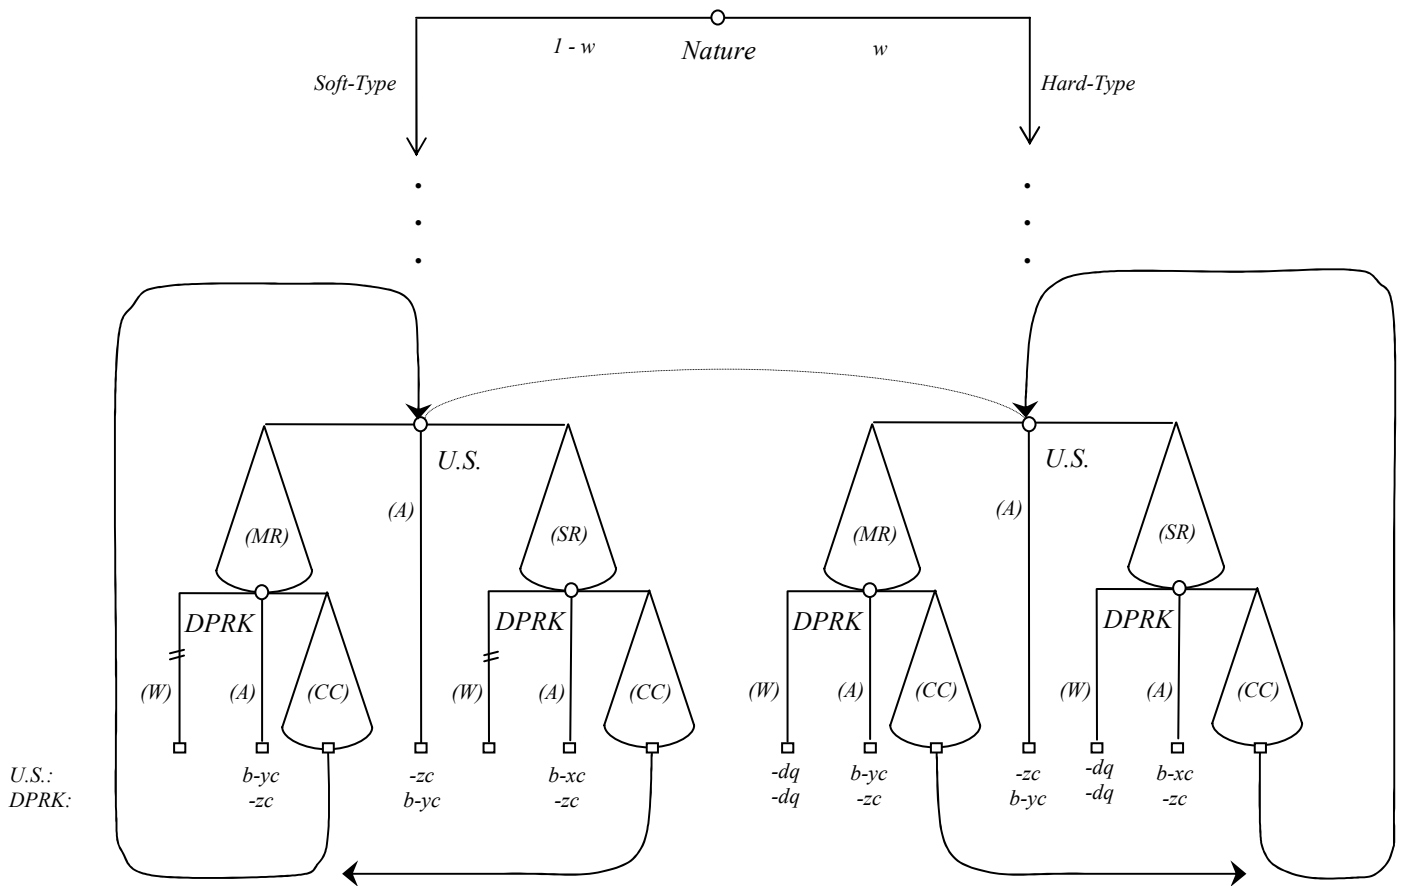 1 - w
Nature
w
Soft-Type
Hard-Type
U.S.
U.S.
(A)
(A)
(MR)
(SR)
(MR)
(SR)
DPRK
DPRK
DPRK
DPRK
(W)
(A)
(CC)
(W)
(A)
(CC)
(W)
(A)
(CC)
(W)
(A)
(CC)
U.S.: b-yc -zc b-xc -dq b-yc -zc -dq b-xc
DPRK: -zc b-yc -zc -dq -zc b-yc -dq -zc